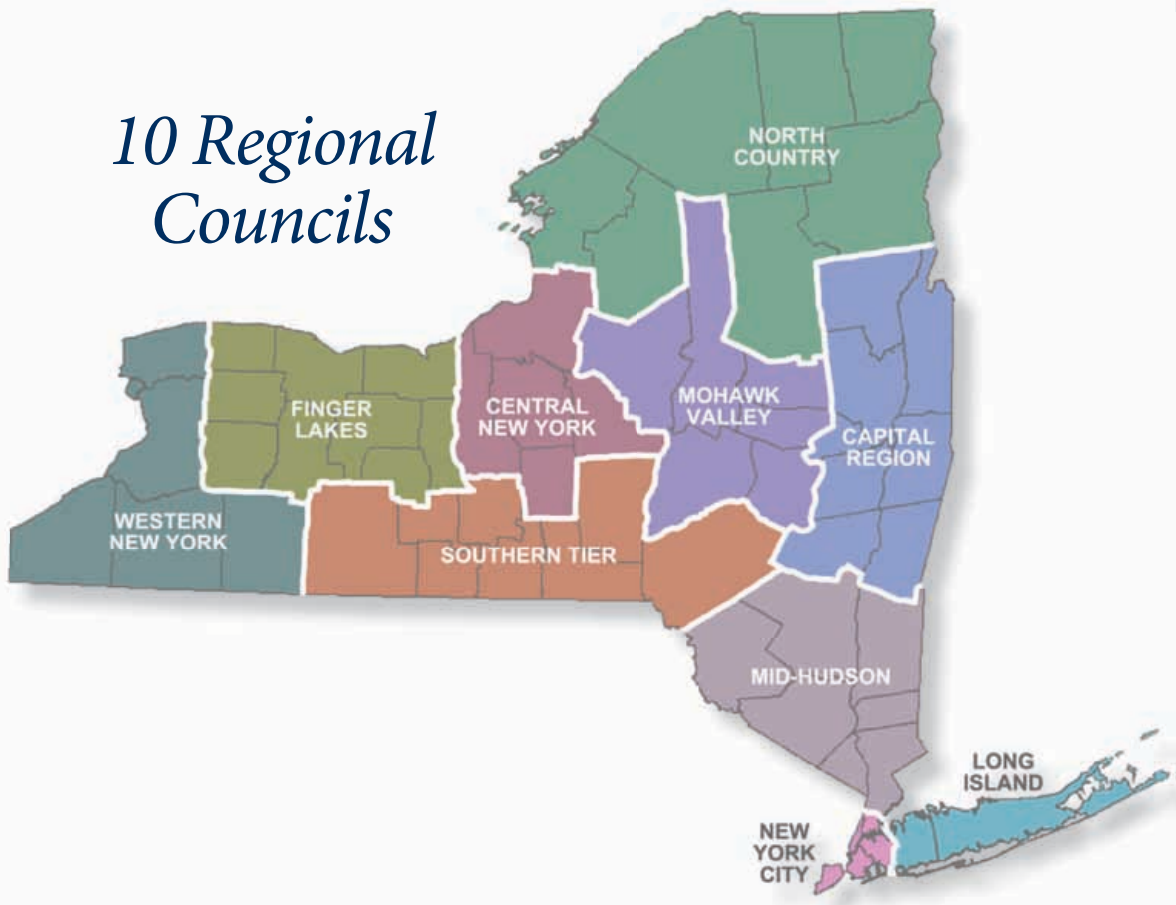 10 Regional
Councils
NORTH
COUNTRY
FINGER
LAKES
CENTRAL
NEW YORK
MOHAWK
VALLEY
CAPITAL
REGION
WESTERN
NEW YORK
SOUTHERN TIER
MID-HUDSON
LONG
ISLAND
NEW
YORK
CITY